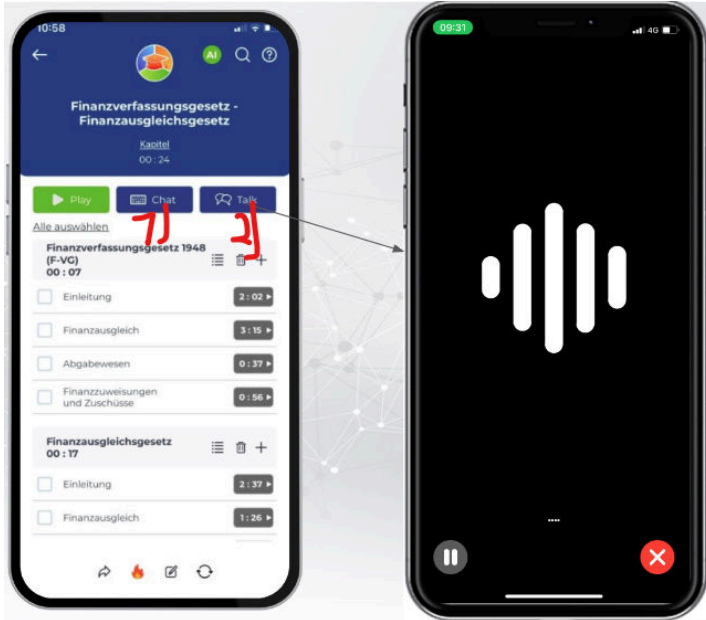 10:58
AI
Finanzverfassungsgesetz -
Finanzausgleichsgesetz
Kapitel
00 : 24
Play
Chat
Talk
1)
2)
Alle auswählen
Finanzverfassungsgesetz 1948
(F-VG)
00 : 07
Einleitung
2 : 02
Finanzausgleich
3 : 15
Abgabewesen
0 : 37
Finanzzuweisungen
und Zuschüsse
0 : 56
Finanzausgleichsgesetz
00 : 17
Einleitung
2 : 37
Finanzausgleich
1 : 26
09:31
4G